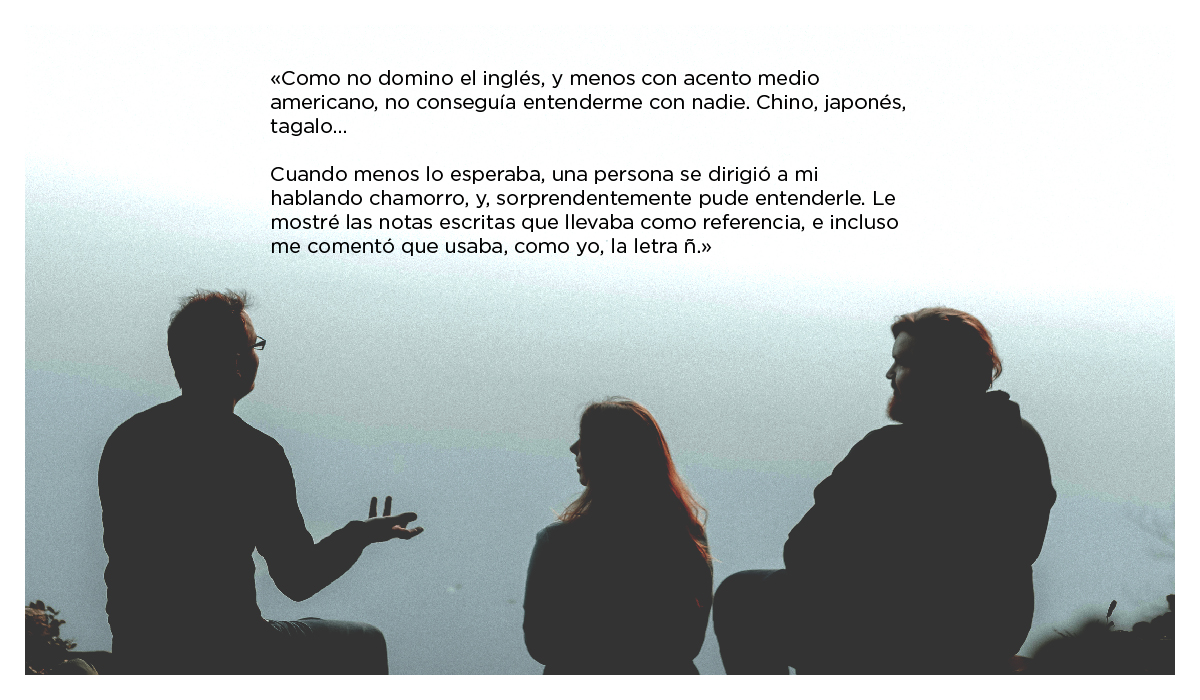 «Como no domino el inglés, y menos con acento medio
americano, no conseguía entenderme con nadie. Chino, japonés,
tagalo...
Cuando menos lo esperaba, una persona se dirigió a mi
hablando chamorro, y, sorprendentemente pude entenderle. Le
mostré las notas escritas que llevaba como referencia, e incluso
me comentó que usaba, como yo, la letra ñ.»